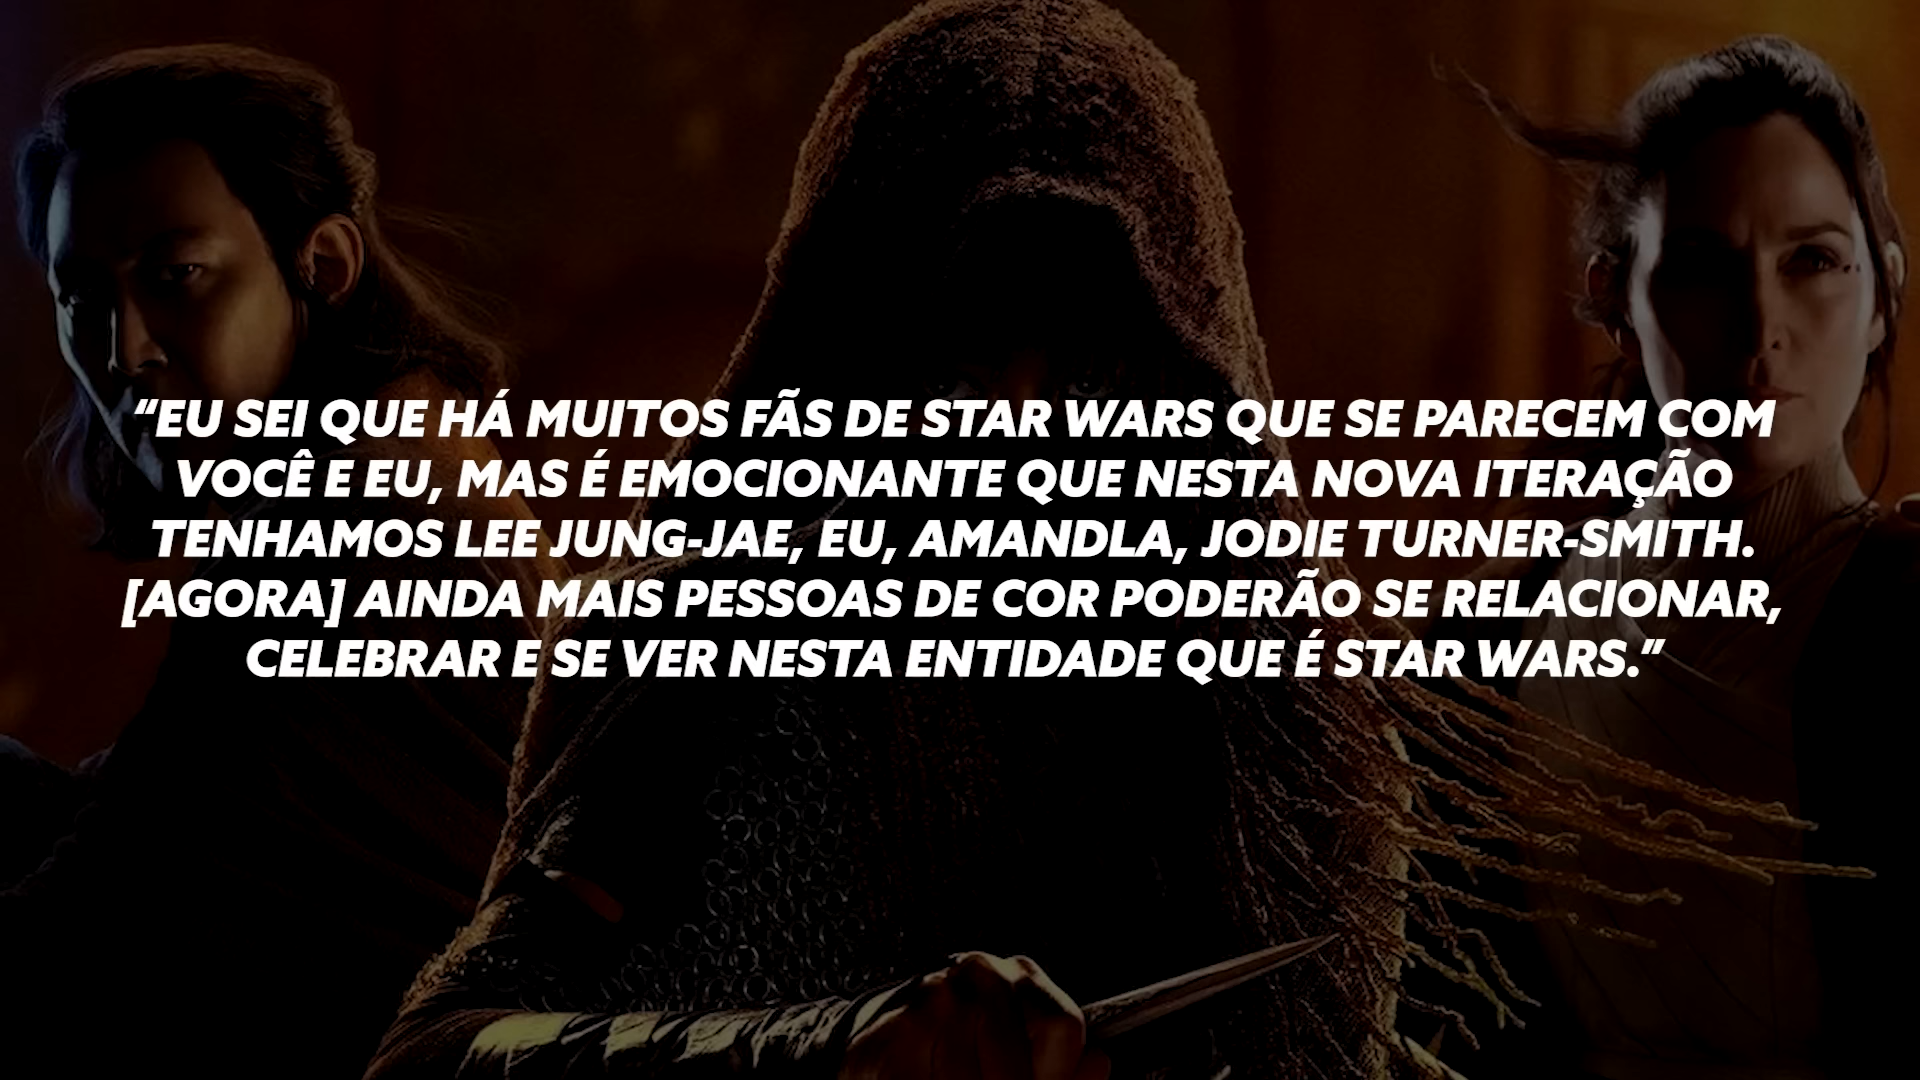 “EU SEI QUE HÁ MUITOS FÃS DE STAR WARS QUE SE PARECEM COM
VOCÊ E EU, MAS É EMOCIONANTE QUE NESTA NOVA ITERAÇÃO
TENHAMOS LEE JUNG-JAE, EU, AMANDLA, JODIE TURNER-SMITH.
[AGORA] AINDA MAIS PESSOAS DE COR PODERÃO SE RELACIONAR,
CELEBRAR E SE VER NESTA ENTIDADE QUE É STAR WARS.”